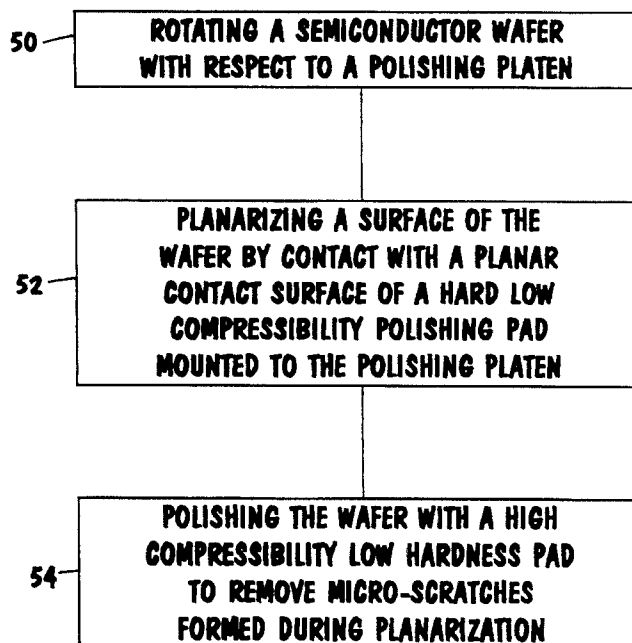 50
ROTATING A SEMICONDUCTOR WAFER
WITH RESPECT TO A POLISHING PLATEN
52
PLANARIZING A SURFACE OF THE
WAFER BY CONTACT WITH A PLANAR
CONTACT SURFACE OF A HARD LOW
COMPRESSIBILITY POLISHING PAD
MOUNTED TO THE POLISHING PLATEN
54
POLISHING THE WAFER WITH A HIGH
COMPRESSIBILITY LOW HARDNESS PAD
TO REMOVE MICRO-SCRATCHES
FORMED DURING PLANARIZATION